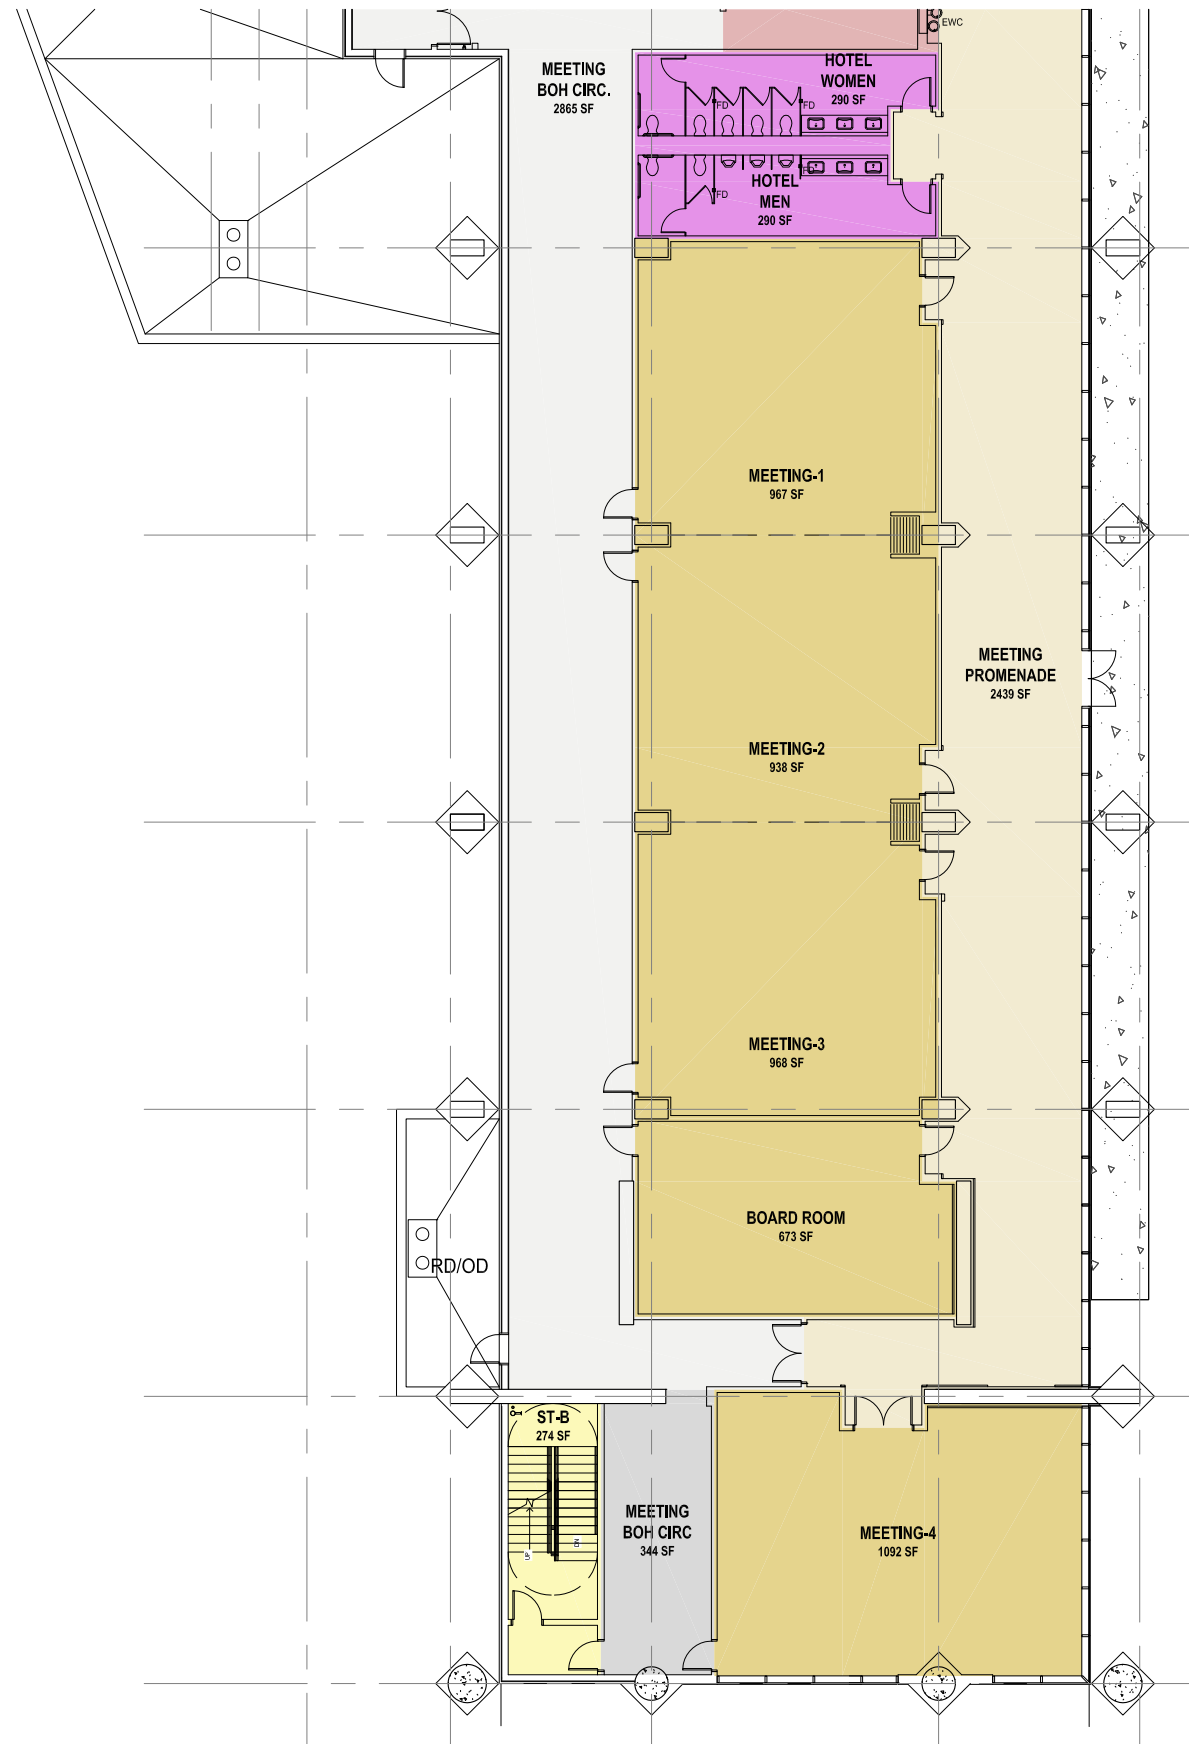 EWC
MEETING
BOH CIRC.
2865 SF
HOTEL
WOMEN
290 SF
FD
FD
FD
FD
HOTEL
MEN
290 SF
MEETING-1
967 SF
MEETING
PROMENADE
2439 SF
MEETING-2
938 SF
MEETING-3
968 SF
BOARD ROOM
673 SF
RD/OD
ST-B
274 SF
UP
DN
MEETING
BOH CIRC
344 SF
MEETING-4
1092 SF